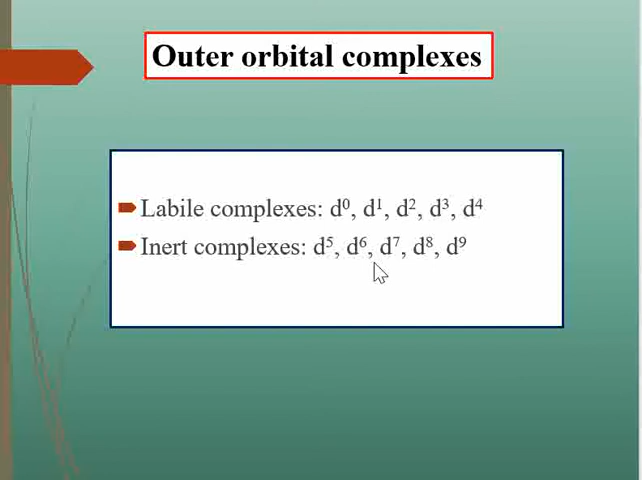 Outer orbital complexes
Labile complexes: d⁰, d¹, d², d³, d⁴
Inert complexes: d⁵, d⁶, d⁷, d⁸, d⁹